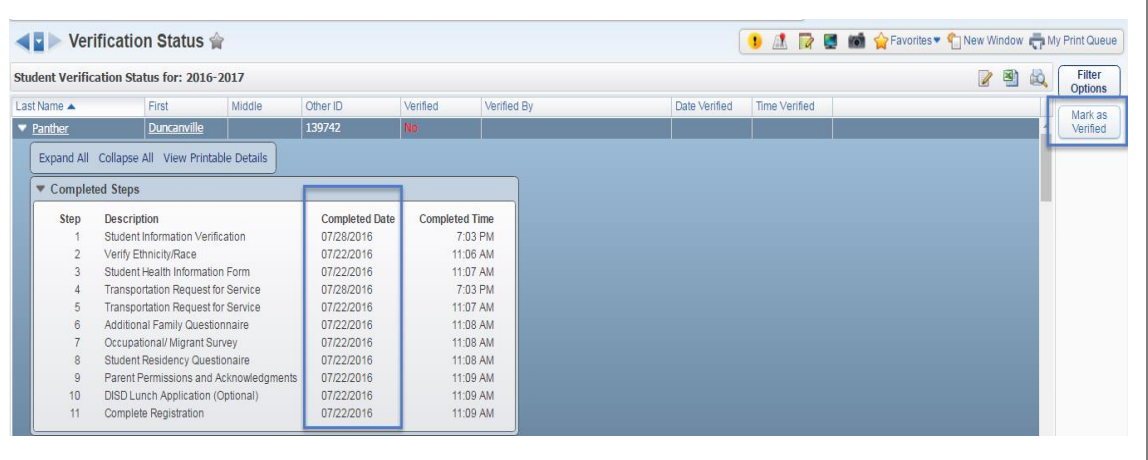 Verification Status
Favorites New Window My Print Queue
Student Verification Status for: 2016-2017
Filter
Options
Last Name First Middle Other ID Verified Verified By Date Verified Time Verified
Mark as
Verified
Panther Duncanville 139742 No
Expand All Collapse All View Printable Details
Completed Steps
Step Description Completed Date Completed Time
1 Student Information Verification 07/28/2016 7:03 PM
2 Verify Ethnicity/Race 07/22/2016 11:06 AM
3 Student Health Information Form 07/22/2016 11:07 AM
4 Transportation Request for Service 07/28/2016 7:03 PM
5 Transportation Request for Service 07/22/2016 11:07 AM
6 Additional Family Questionnaire 07/22/2016 11:08 AM
7 Occupational/ Migrant Survey 07/22/2016 11:08 AM
8 Student Residency Questionaire 07/22/2016 11:08 AM
9 Parent Permissions and Acknowledgments 07/22/2016 11:09 AM
10 DISD Lunch Application (Optional) 07/22/2016 11:09 AM
11 Complete Registration 07/22/2016 11:09 AM